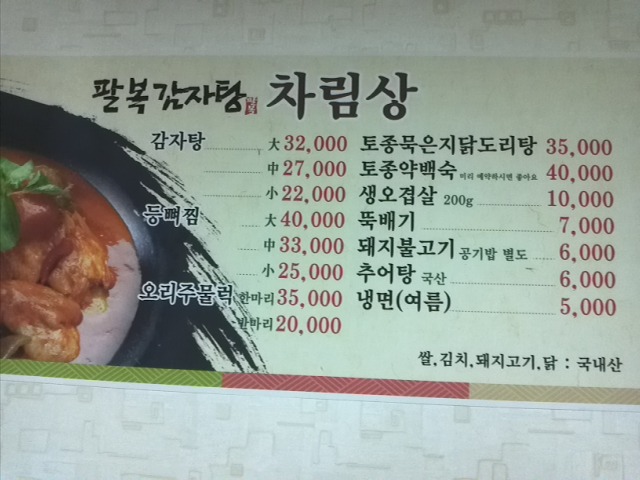 팔복감자탕 차림상
감자탕 大 32,000
中 27,000
小 22,000
등뼈찜 大 40,000
中 33,000
小 25,000
오리주물럭 한마리 35,000
반마리 20,000
토종묵은지닭도리탕 35,000
토종약백숙 미리 예약하시면 좋아요 40,000
생오겹살 200g 10,000
뚝배기 7,000
돼지불고기 공기밥 별도 6,000
추어탕 국산 6,000
냉면(여름) 5,000
쌀,김치,돼지고기,닭 : 국내산